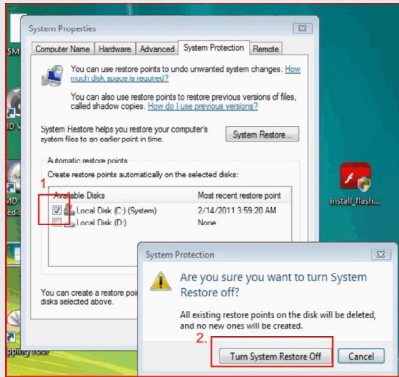 System Properties
Computer Name Hardware Advanced System Protection Remote
You can use restore points to undo unwanted system changes. How
much disk space is required?
You can also use restore points to restore previous versions of files,
called shadow copies. How do I use previous versions?
System Restore helps you restore your computer's
system files to an earlier point in time.
System Restore...
Automatic restore points
Create restore points automatically on the selected disks:
1
Available Disks Most recent restore point
Local Disk (C:) (System) 2/14/2011 3:59:20 AM
Local Disk (D:) None
You can create a restore poi
disks selected above.
install_flash...
System Protection
Are you sure you want to turn System
Restore off?
All existing restore points on the disk will be deleted,
and no new ones will be created.
2.
Turn System Restore Off Cancel